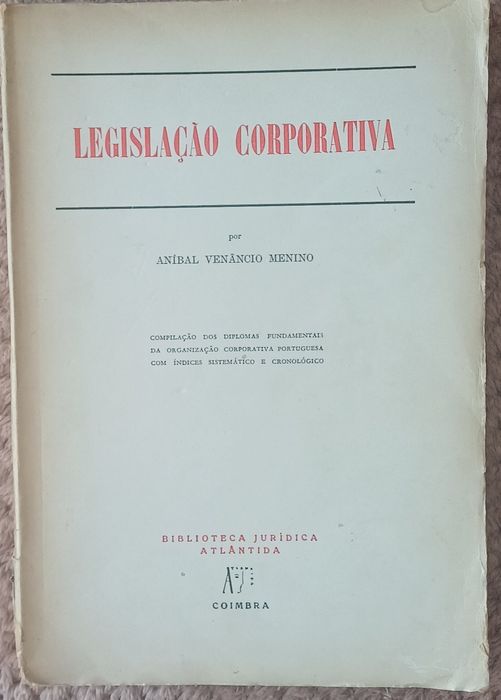 LEGISLAÇÃO CORPORATIVA
por
ANÍBAL VENÂNCIO MENINO
COMPILAÇÃO DOS DIPLOMAS FUNDAMENTAIS
DA ORGANIZAÇÃO CORPORATIVA PORTUGUESA
COM ÍNDICES SISTEMÁTICO E CRONOLÓGICO
BIBLIOTECA JURÍDICA
ATLÂNTIDA
COIMBRA